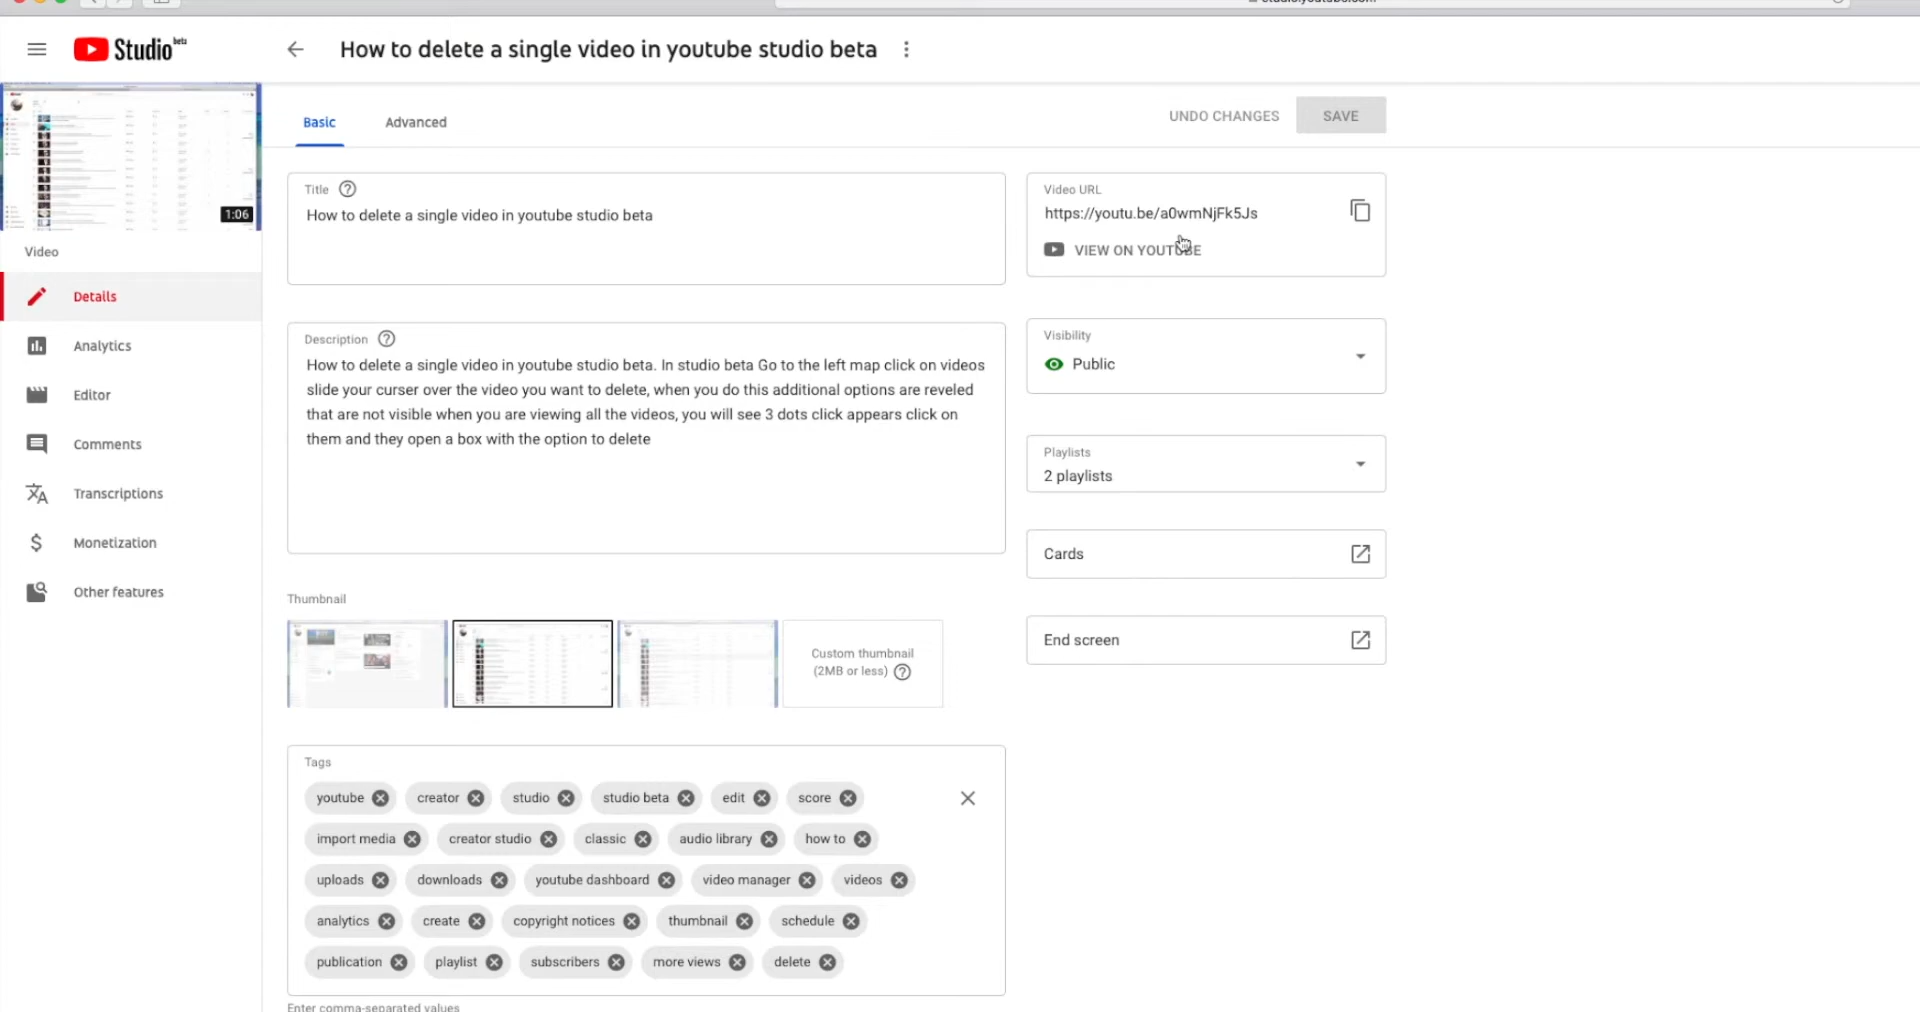 Studio beta
How to delete a single video in youtube studio beta
Basic
Advanced
UNDO CHANGES
SAVE
1:06
Video
Details
Analytics
Editor
Comments
Transcriptions
Monetization
Other features
Title
How to delete a single video in youtube studio beta
Description
How to delete a single video in youtube studio beta. In studio beta Go to the left map click on videos
slide your curser over the video you want to delete, when you do this additional options are reveled
that are not visible when you are viewing all the videos, you will see 3 dots click appears click on
them and they open a box with the option to delete
Thumbnail
Custom thumbnail
(2MB or less)
Tags
youtube creator studio studio beta edit score
import media creator studio classic audio library how to
uploads downloads youtube dashboard video manager videos
analytics create copyright notices thumbnail schedule
publication playlist subscribers more views delete
Enter comma-separated values
Video URL
https://youtu.be/a0wmNjFk5Js
VIEW ON YOUTUBE
Visibility
Public
Playlists
2 playlists
Cards
End screen